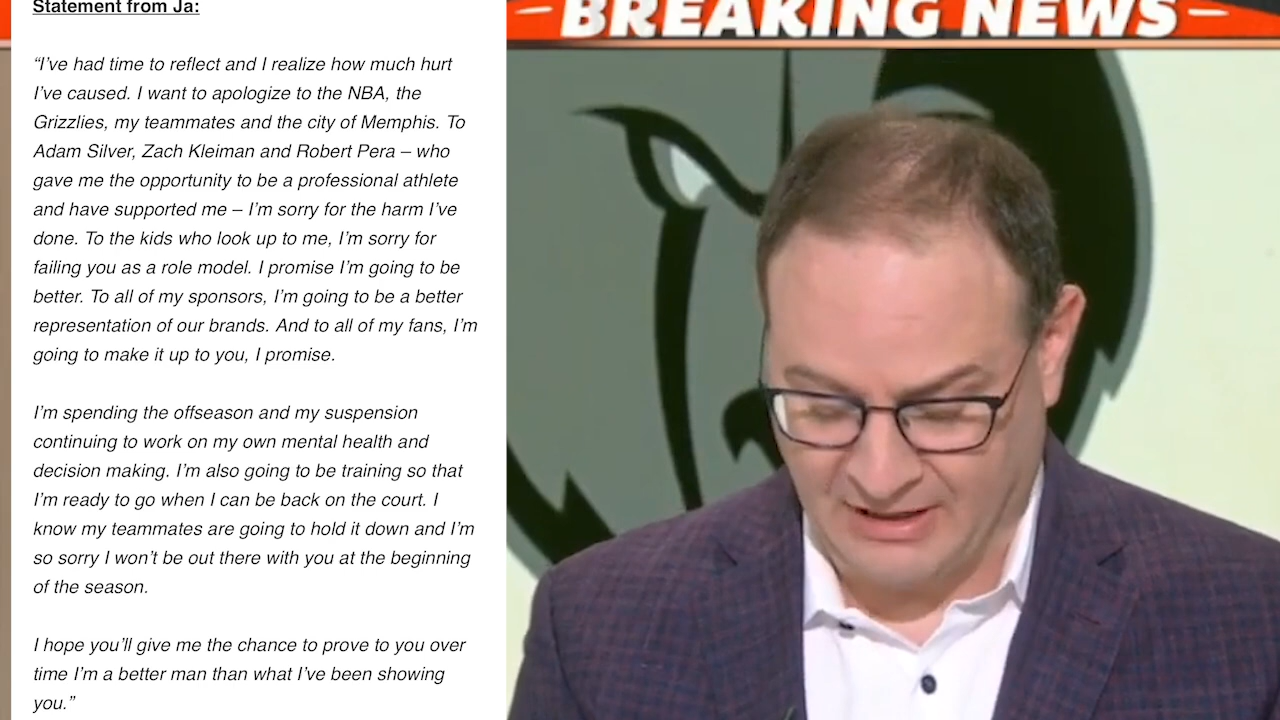 Statement from Ja:
“I’ve had time to reflect and I realize how much hurt
I’ve caused. I want to apologize to the NBA, the
Grizzlies, my teammates and the city of Memphis. To
Adam Silver, Zach Kleiman and Robert Pera – who
gave me the opportunity to be a professional athlete
and have supported me – I’m sorry for the harm I’ve
done. To the kids who look up to me, I’m sorry for
failing you as a role model. I promise I’m going to be
better. To all of my sponsors, I’m going to be a better
representation of our brands. And to all of my fans, I’m
going to make it up to you, I promise.
I’m spending the offseason and my suspension
continuing to work on my own mental health and
decision making. I’m also going to be training so that
I’m ready to go when I can be back on the court. I
know my teammates are going to hold it down and I’m
so sorry I won’t be out there with you at the beginning
of the season.
I hope you’ll give me the chance to prove to you over
time I’m a better man than what I’ve been showing
you.”
BREAKING NEWS